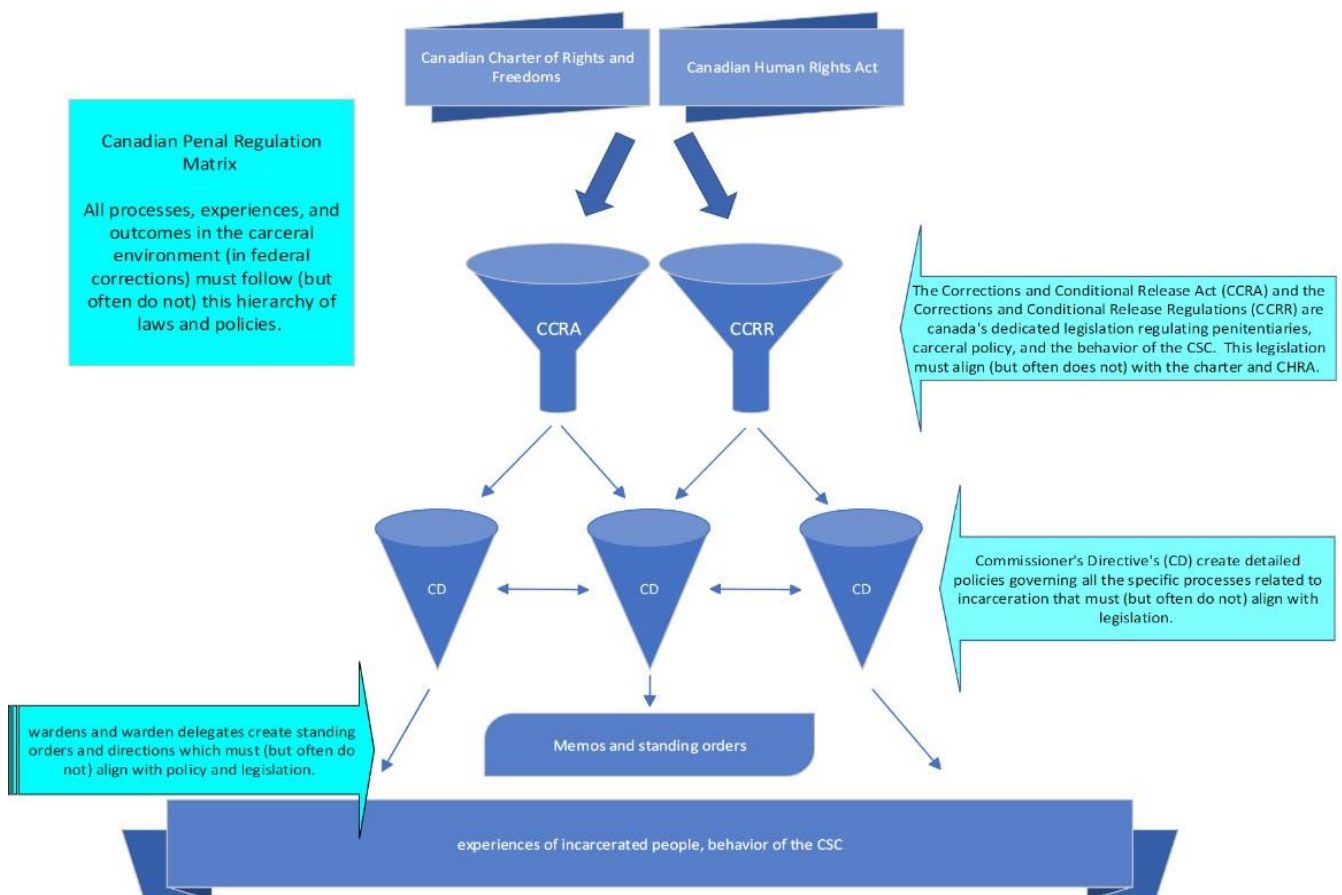 Canadian Charter of Rights and
Freedoms
Canadian Human RIghts Act
Canadian Penal Regulation
Matrix
All processes, experiences, and
outcomes in the carceral
environment (in federal
corrections) must follow (but
often do not) this hierarchy of
laws and policies.
CCRA
CCRR
The Corrections and Conditional Release Act (CCRA) and the
Corrections and Conditional Release Regulations (CCRR) are
canada's dedicated legislation regulating penitentiaries,
carceral policy, and the behavior of the CSC. This legislation
must align (but often does not) with the charter and CHRA.
CD
CD
CD
Commissioner's Directive's (CD) create detailed
policies governing all the specific processes related to
incarceration that must (but often do not) align with
legislation.
wardens and warden delegates create standing
orders and directions which must (but often do
not) align with policy and legislation.
Memos and standing orders
experiences of incarcerated people, behavior of the CSC